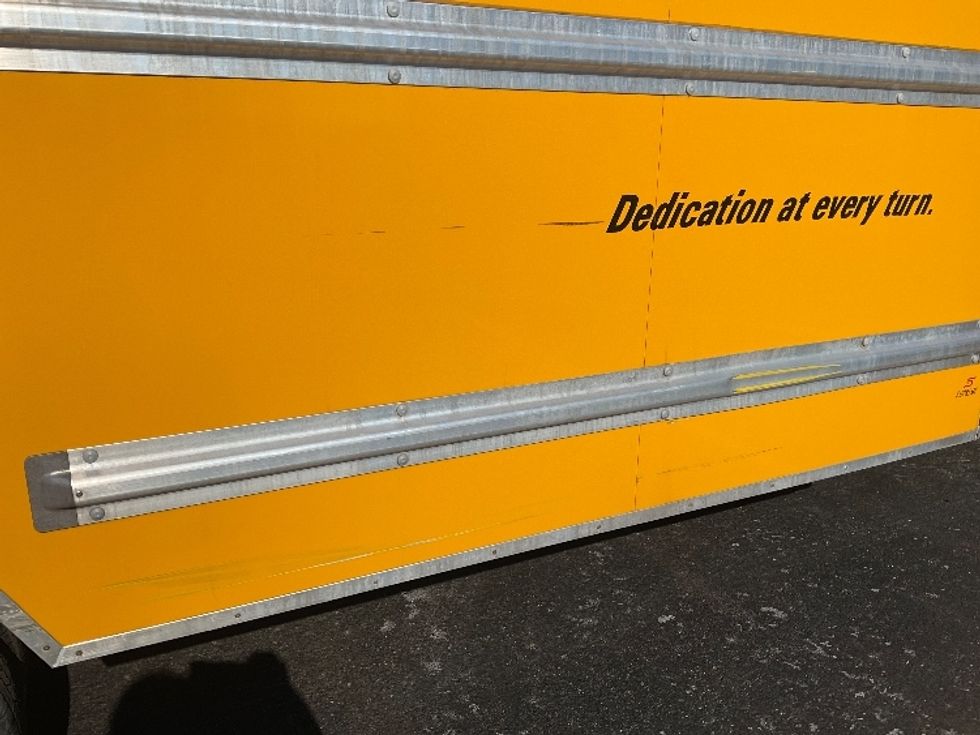 Dedication at every turn.